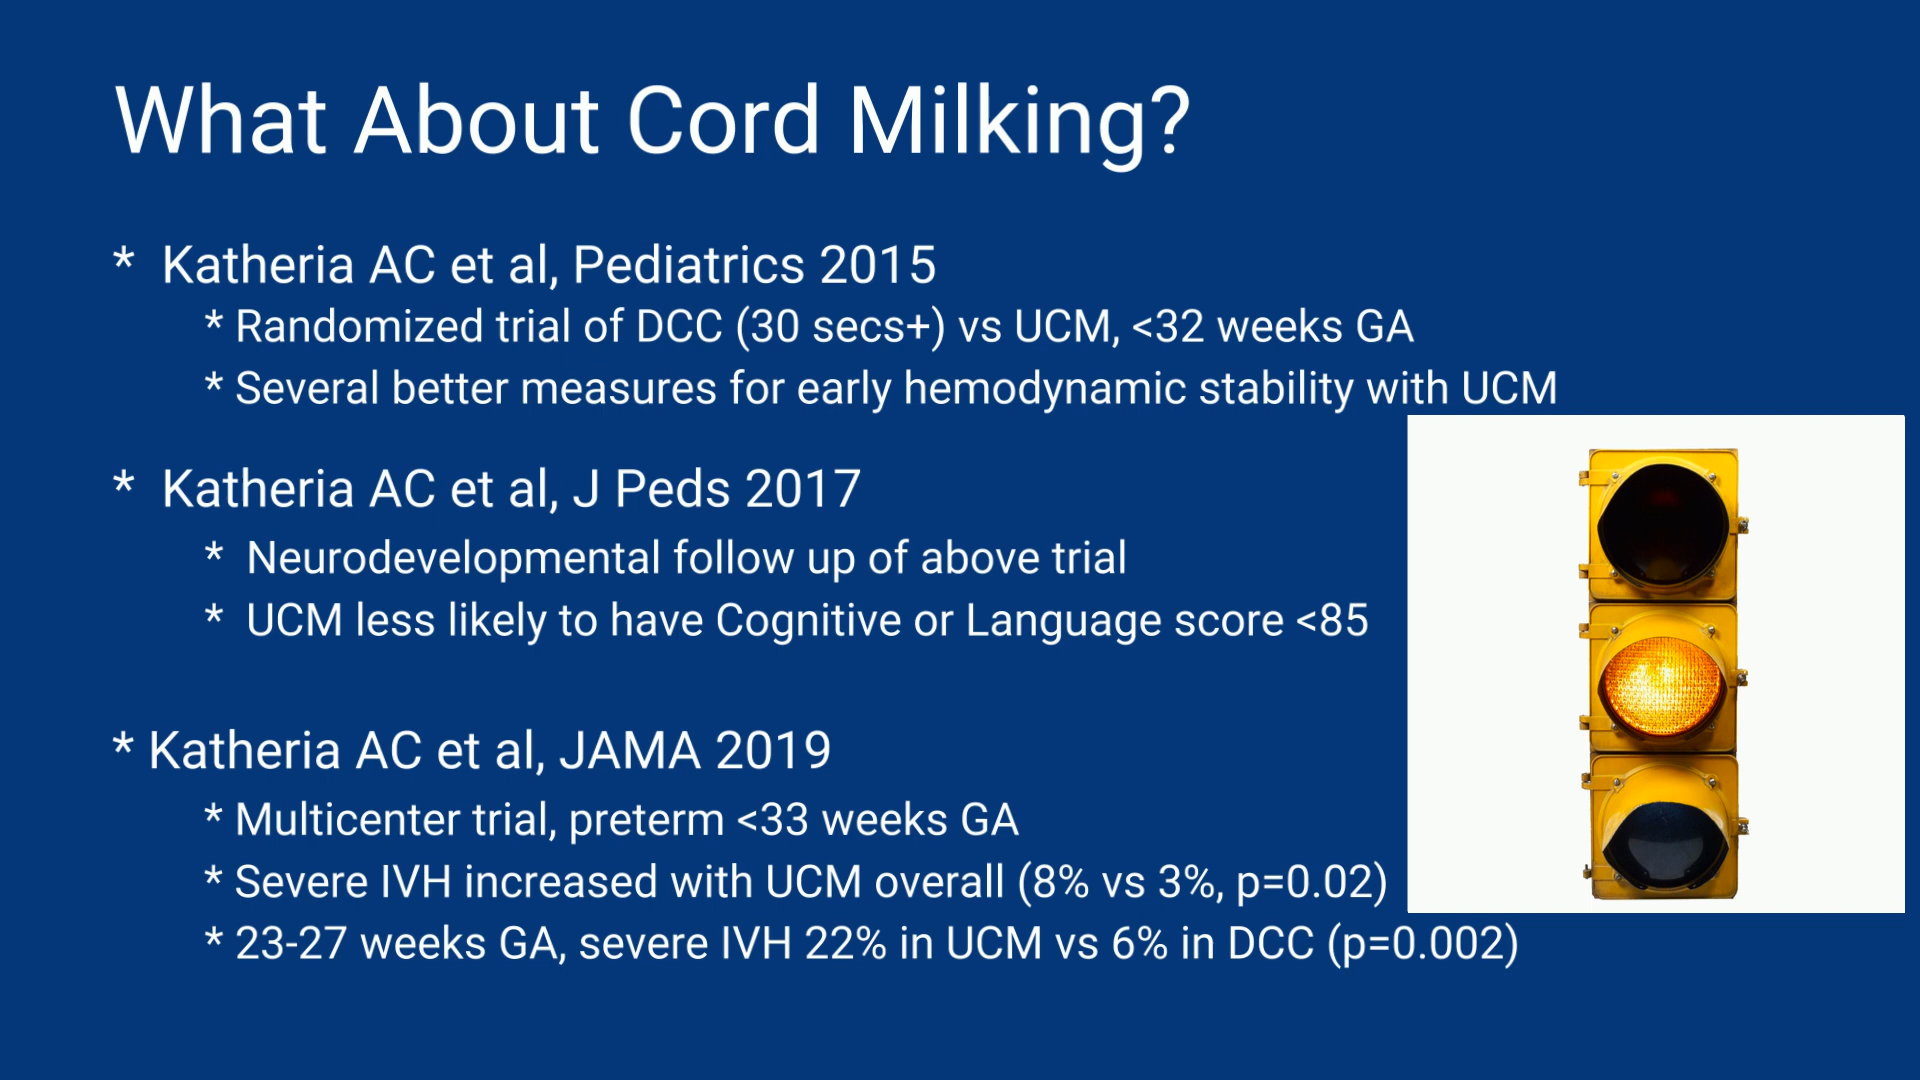 What About Cord Milking?
* Katheria AC et al, Pediatrics 2015
* Randomized trial of DCC (30 secs+) vs UCM, <32 weeks GA
* Several better measures for early hemodynamic stability with UCM
* Katheria AC et al, J Peds 2017
* Neurodevelopmental follow up of above trial
* UCM less likely to have Cognitive or Language score <85
* Katheria AC et al, JAMA 2019
* Multicenter trial, preterm <33 weeks GA
* Severe IVH increased with UCM overall (8% vs 3%, p=0.02)
* 23-27 weeks GA, severe IVH 22% in UCM vs 6% in DCC (p=0.002)